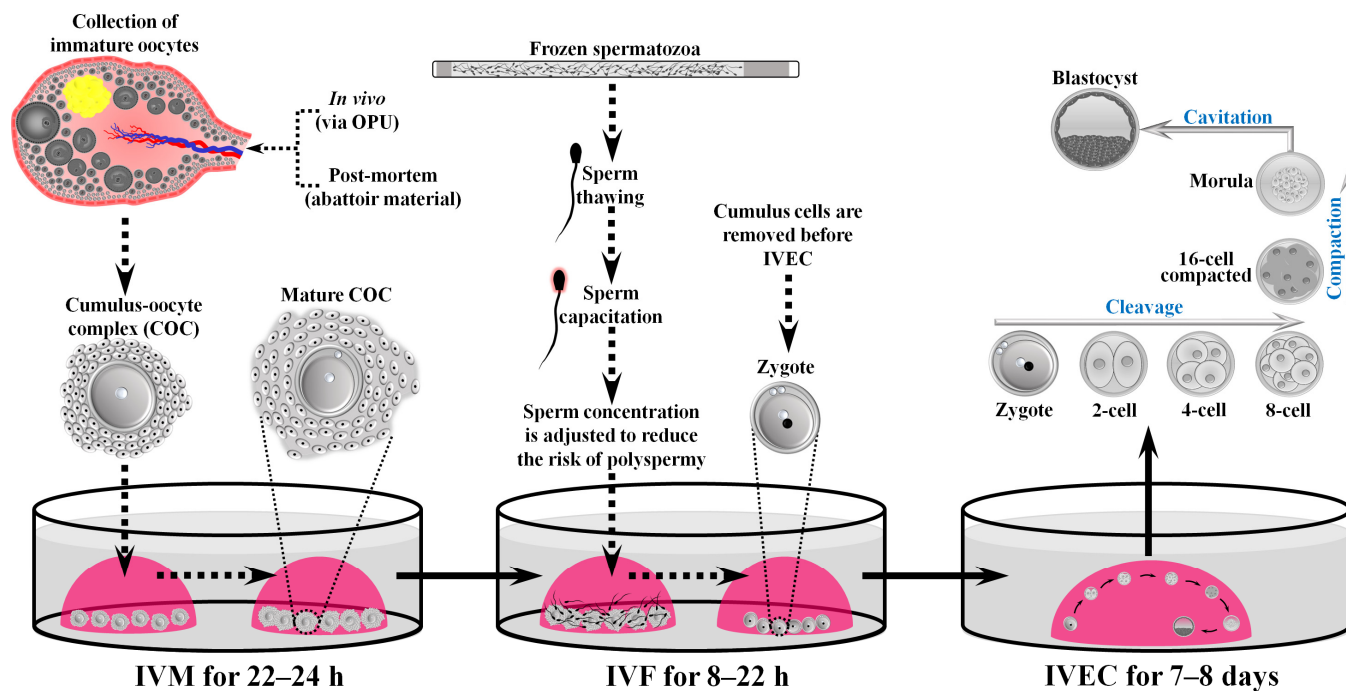 Collection of
immature oocytes
In vivo
(via OPU)
Post-mortem
(abattoir material)
Cumulus-oocyte
complex (COC)
Mature COC
IVM for 22–24 h
Frozen spermatozoa
Sperm
thawing
Sperm
capacitation
Sperm concentration
is adjusted to reduce
the risk of polyspermy
Cumulus cells are
removed before
IVEC
Zygote
IVF for 8–22 h
Blastocyst
Cavitation
Morula
Compaction
16-cell
compacted
Cleavage
Zygote
2-cell
4-cell
8-cell
IVEC for 7–8 days